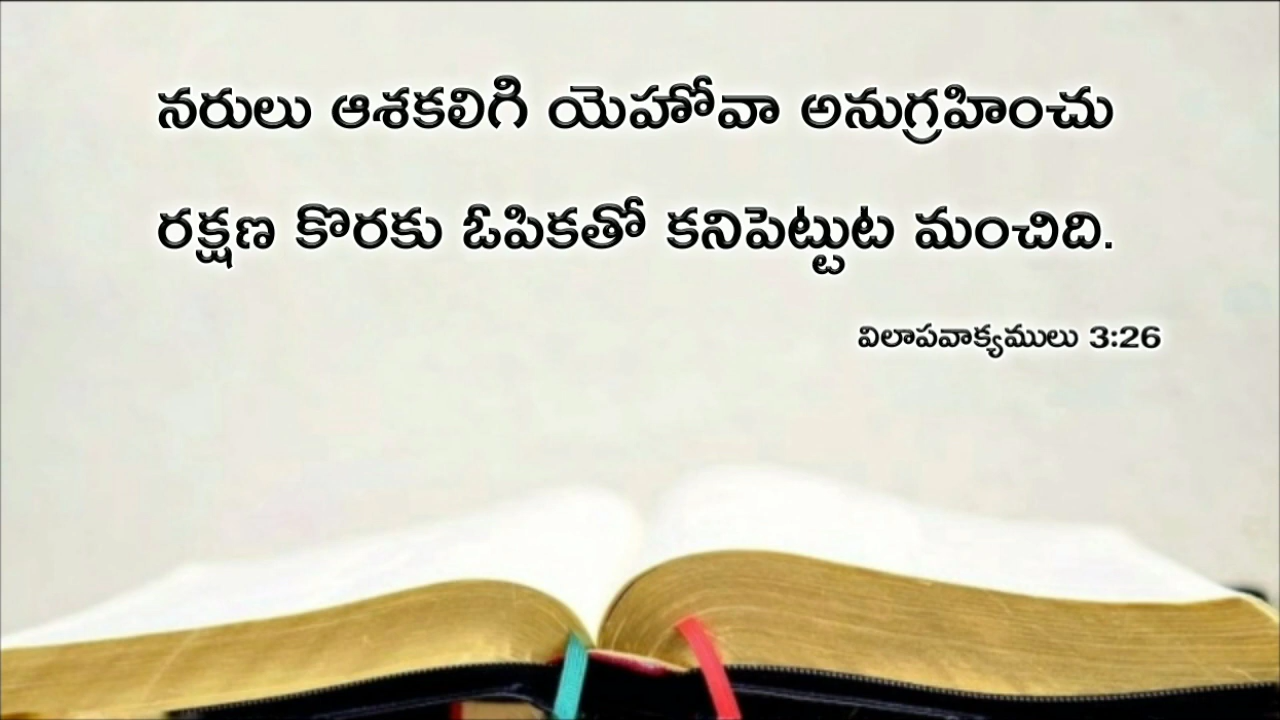 నరులు ఆశకలిగి యెహోవా అనుగ్రహించు
రక్షణ కొరకు ఓపికతో కనిపెట్టుట మంచిది.
విలాపవాక్యములు 3:26